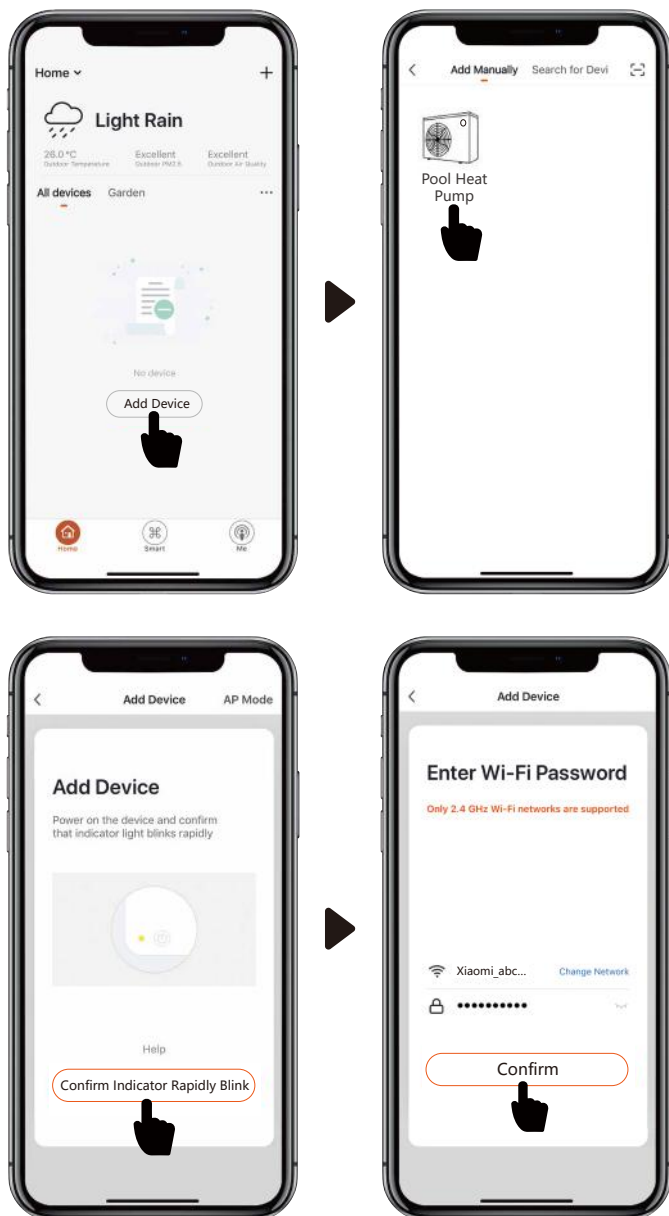 Home
+
Light Rain
26.0 °C Excellent Excellent
Outdoor Temperature Outdoor PM2.5 Outdoor Air Quality
All devices Garden ...
No device
Add Device
Home Smart Me
Add Manually Search for Devi
Pool Heat
Pump
Add Device AP Mode
Add Device
Power on the device and confirm
that indicator light blinks rapidly
Help
Confirm Indicator Rapidly Blink
Add Device
Enter Wi-Fi Password
Only 2.4 GHz Wi-Fi networks are supported
Xiaomi_abc... Change Network
••••••••••
Confirm